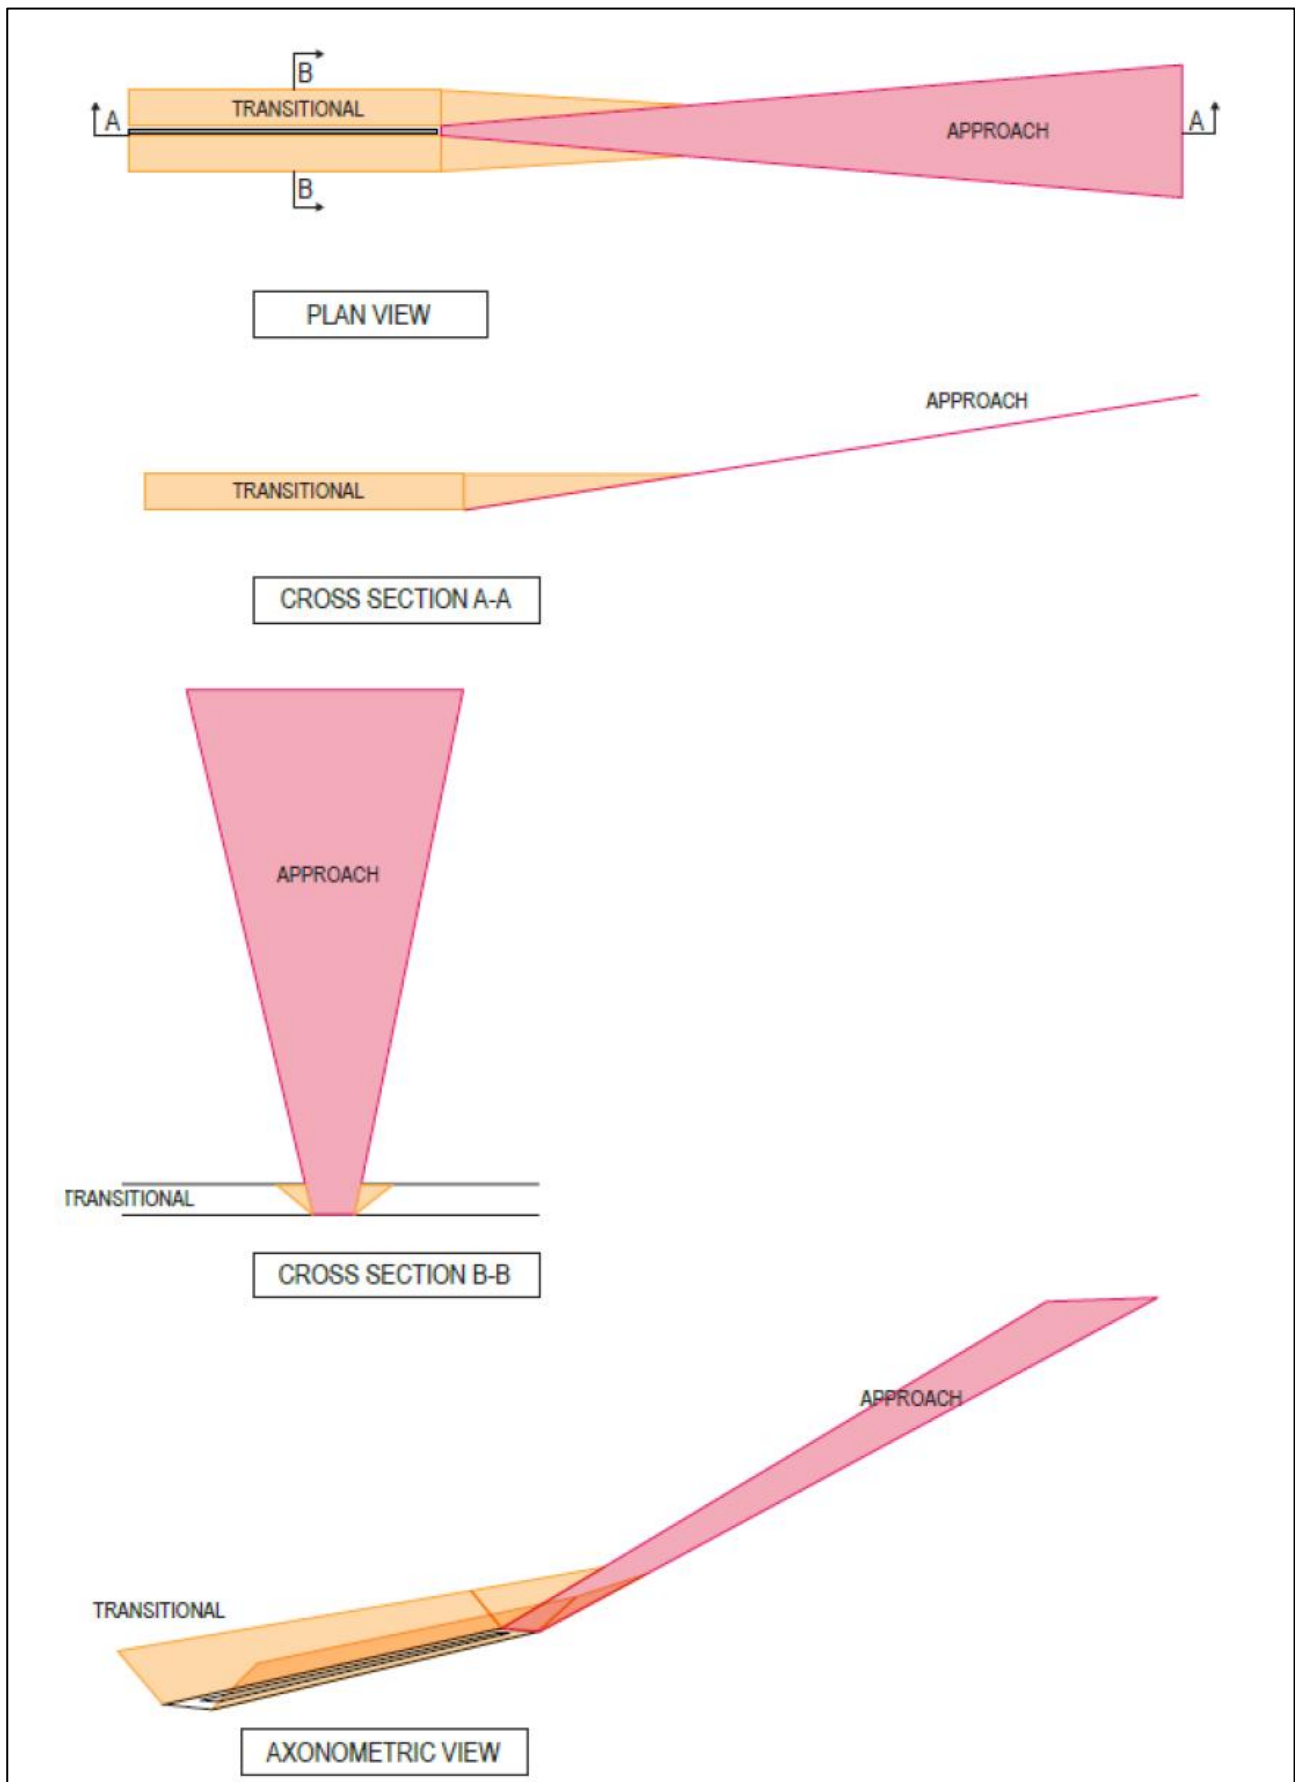 B
TRANSITIONAL
A
APPROACH
A
B
PLAN VIEW
APPROACH
TRANSITIONAL
CROSS SECTION A-A
APPROACH
TRANSITIONAL
CROSS SECTION B-B
APPROACH
TRANSITIONAL
AXONOMETRIC VIEW